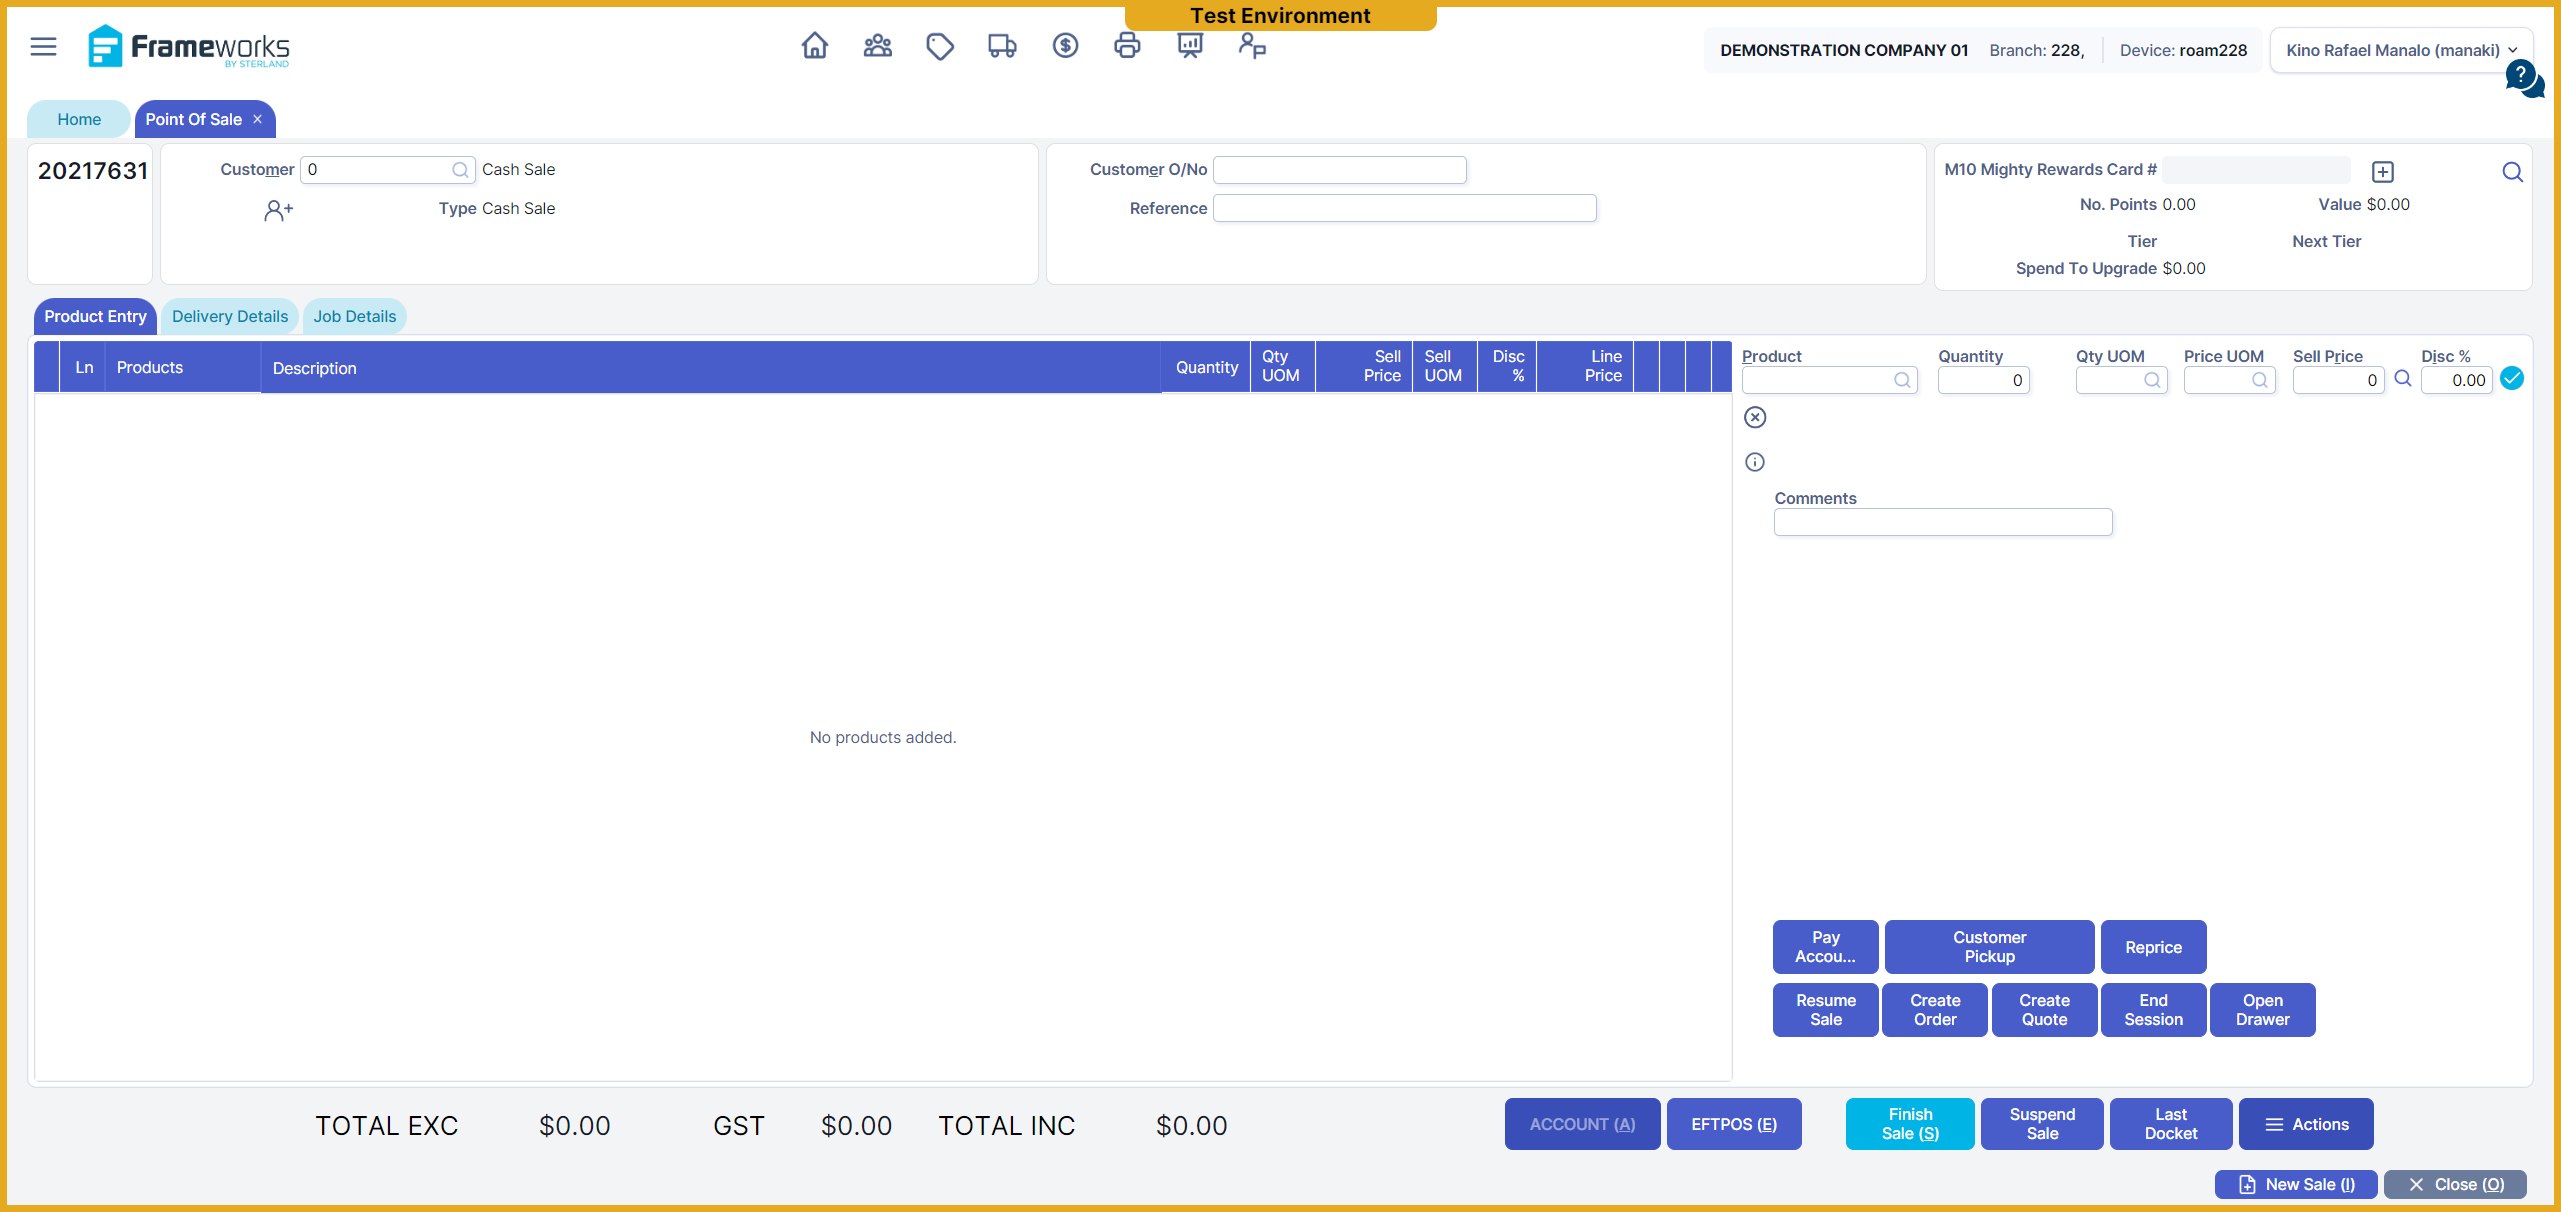 Test Environment
Frameworks
BY STERLAND
DEMONSTRATION COMPANY 01 Branch: 228, Device: roam228
Kino Rafael Manalo (manaki)
?
Home
Point Of Sale ×
20217631
Customer 0 Cash Sale
Type Cash Sale
Customer O/No
Reference
M10 Mighty Rewards Card #
No. Points 0.00 Value $0.00
Tier Next Tier
Spend To Upgrade $0.00
Product Entry
Delivery Details
Job Details
Ln Products Description Quantity Qty UOM Sell Price Sell UOM Disc % Line Price
Product Quantity Qty UOM Price UOM Sell Price Disc %
0 0 0.00
Comments
No products added.
Pay Accou...
Customer Pickup
Reprice
Resume Sale
Create Order
Create Quote
End Session
Open Drawer
TOTAL EXC $0.00 GST $0.00 TOTAL INC $0.00
ACCOUNT (A)
EFTPOS (E)
Finish Sale (S)
Suspend Sale
Last Docket
Actions
New Sale (I)
Close (O)